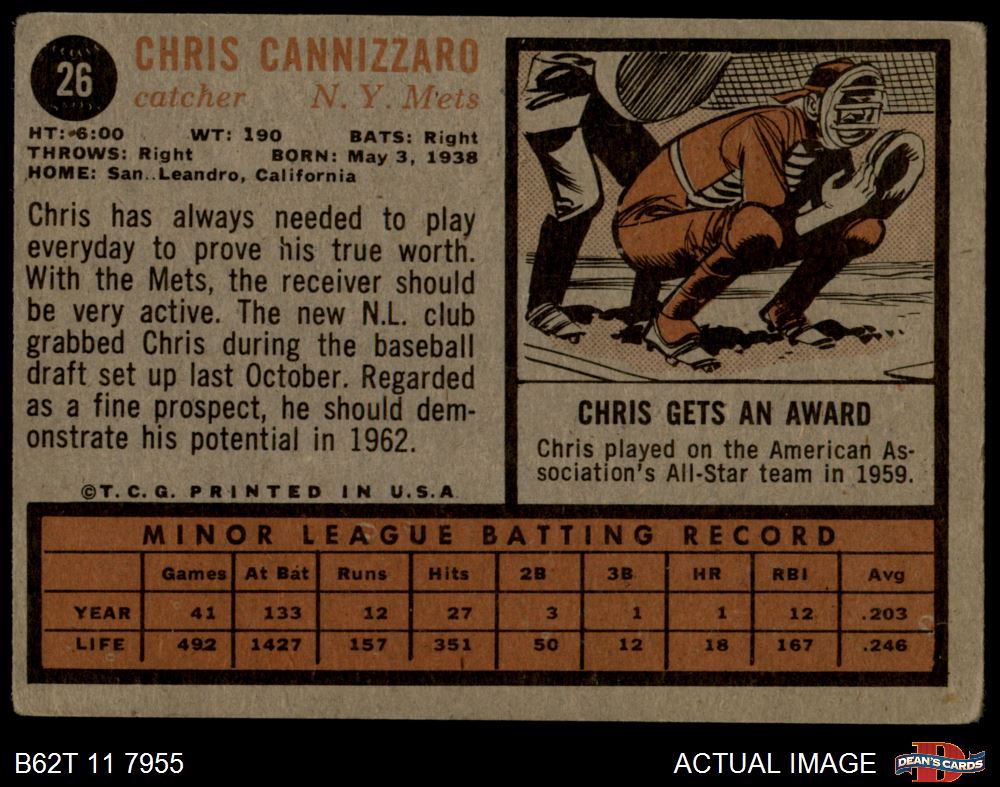 26
CHRIS CANNIZZARO
catcher N. Y. Mets
HT: 6:00 WT: 190 BATS: Right
THROWS: Right BORN: May 3, 1938
HOME: San Leandro, California
Chris has always needed to play
everyday to prove his true worth.
With the Mets, the receiver should
be very active. The new N.L. club
grabbed Chris during the baseball
draft set up last October. Regarded
as a fine prospect, he should dem-
onstrate his potential in 1962.
©T. C. G. PRINTED IN U.S.A
CHRIS GETS AN AWARD
Chris played on the American As-
sociation's All-Star team in 1959.
MINOR LEAGUE BATTING RECORD
Games At Bat Runs Hits 2B 3B HR RBI Avg
YEAR 41 133 12 27 3 1 1 12 .203
LIFE 492 1427 157 351 50 12 18 167 .246
B62T 11 7955 ACTUAL IMAGE
D DEAN'S CARDS